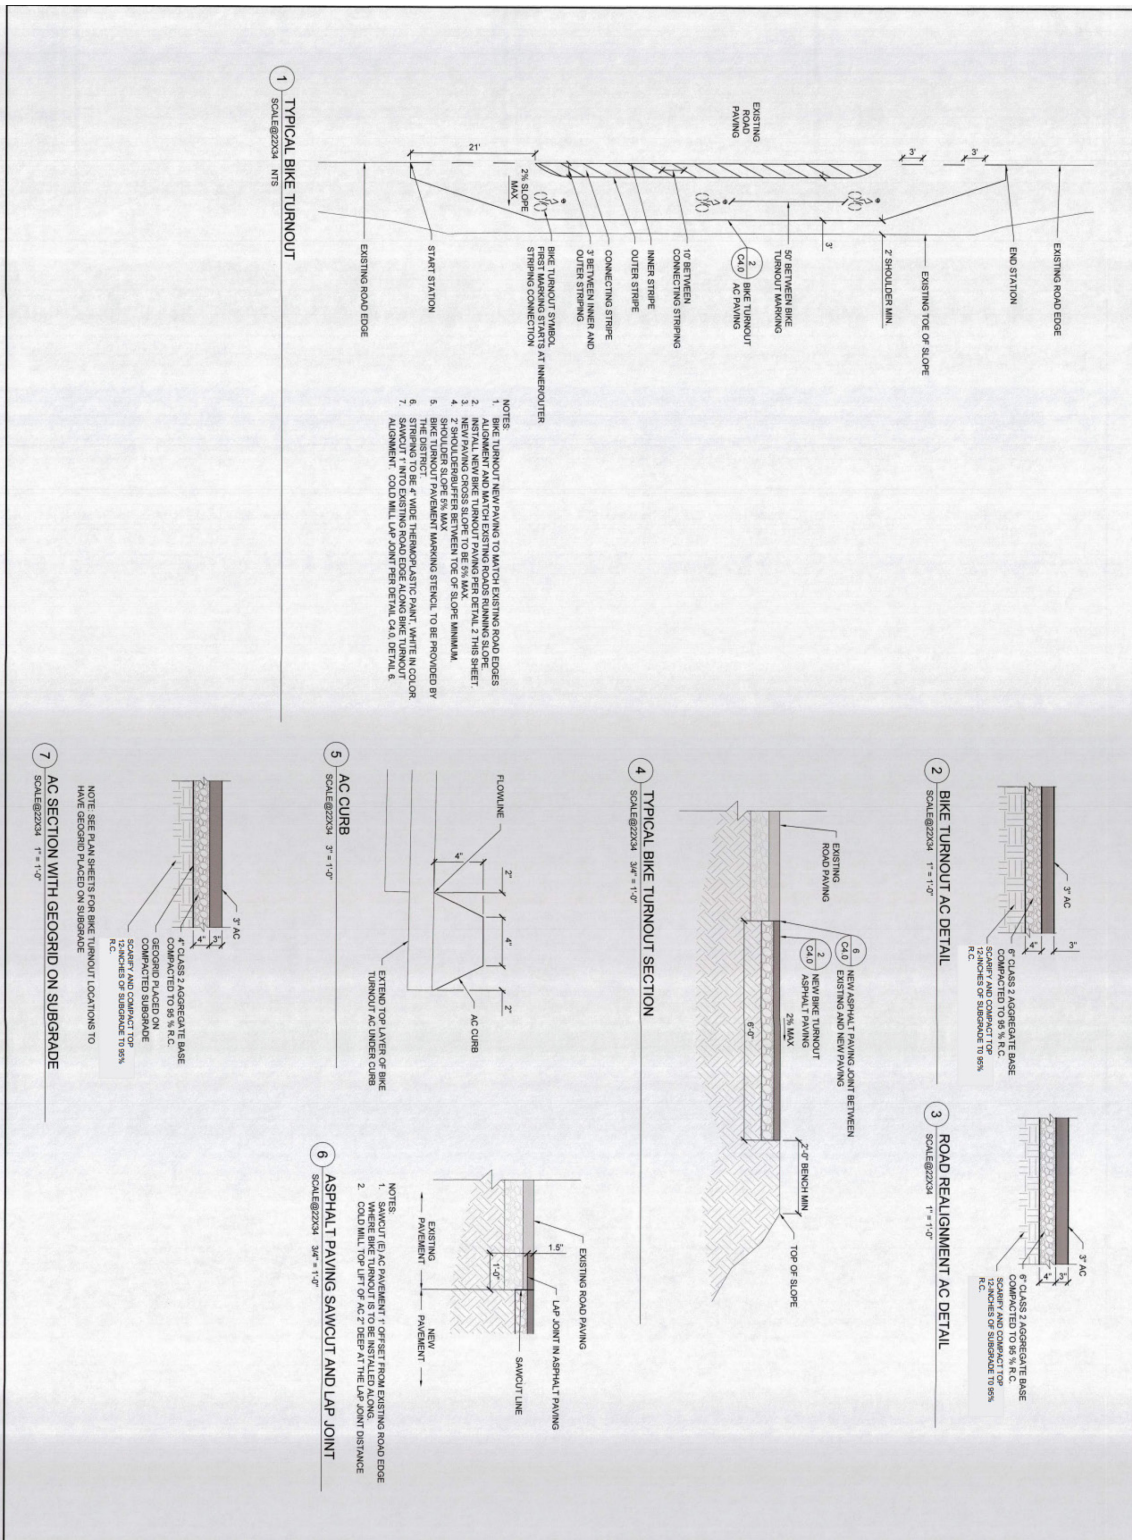 EXISTING ROAD EDGE
END STATION
EXISTING TOE OF SLOPE
2' SHOULDER MIN.
3'
3'
3'
EXISTING
ROAD
PAVING
50' BETWEEN BIKE
TURNOUT MARKING
2
C4.0
BIKE TURNOUT
AC PAVING
10' BETWEEN
CONNECTING STRIPING
INNER STRIPE
OUTER STRIPE
CONNECTING STRIPE
3' BETWEEN INNER AND
OUTER STRIPING
BIKE TURNOUT SYMBOL
FIRST MARKING STARTS AT INNER/OUTER
STRIPING CONNECTION
2% SLOPE
MAX
21'
START STATION
EXISTING ROAD EDGE
1
TYPICAL BIKE TURNOUT
SCALE@22X34 NTS
NOTES:
1. BIKE TURNOUT NEW PAVING TO MATCH EXISTING ROAD EDGES
ALIGNMENT AND MATCH EXISTING ROADS RUNNING SLOPE
2. INSTALL NEW BIKE TURNOUT PAVING PER DETAIL 2 THIS SHEET.
3. NEW PAVING CROSS SLOPE TO BE 5% MAX.
4. 2' SHOULDER/BUFFER BETWEEN TOE OF SLOPE MINIMUM.
SHOULDER SLOPE 5% MAX
5. BIKE TURNOUT PAVEMENT MARKING STENCIL TO BE PROVIDED BY
THE DISTRICT.
6. STRIPING TO BE 4" WIDE THERMOPLASTIC PAINT, WHITE IN COLOR.
7. SAWCUT 1' INTO EXISTING ROAD EDGE ALONG BIKE TURNOUT
ALIGNMENT. COLD MILL LAP JOINT PER DETAIL C4.0, DETAIL 6.
3"
3" AC
4"
6" CLASS 2 AGGREGATE BASE
COMPACTED TO 95 % R.C.
SCARIFY AND COMPACT TOP
12-INCHES OF SUBGRADE TO 95%
R.C.
2
BIKE TURNOUT AC DETAIL
SCALE@22X34 1" = 1'-0"
3" AC
3"
4"
6" CLASS 2 AGGREGATE BASE
COMPACTED TO 95 % R.C.
SCARIFY AND COMPACT TOP
12-INCHES OF SUBGRADE TO 95%
R.C.
3
ROAD REALIGNMENT AC DETAIL
SCALE@22X34 1" = 1'-0"
6
C4.0
NEW ASPHALT PAVING JOINT BETWEEN
EXISTING AND NEW PAVING
2
C4.0
NEW BIKE TURNOUT
ASPHALT PAVING
EXISTING
ROAD PAVING
2% MAX
6'-0"
2'-0" BENCH MIN
TOP OF SLOPE
4
TYPICAL BIKE TURNOUT SECTION
SCALE@22X34 3/4" = 1'-0"
2"
4"
2"
FLOWLINE
4"
AC CURB
EXTEND TOP LAYER OF BIKE
TURNOUT AC UNDER CURB
5
AC CURB
SCALE@22X34 3" = 1'-0"
EXISTING ROAD PAVING
LAP JOINT IN ASPHALT PAVING
1.5"
1'-0"
SAWCUT LINE
EXISTING
PAVEMENT
NEW
PAVEMENT
NOTES:
1. SAWCUT (E) AC PAVEMENT 1' OFFSET FROM EXISTING ROAD EDGE
WHERE BIKE TURNOUT IS TO BE INSTALLED ALONG.
2. COLD MILL TOP LIFT OF AC 2" DEEP AT THE LAP JOINT DISTANCE
6
ASPHALT PAVING SAWCUT AND LAP JOINT
SCALE@22X34 3/4" = 1'-0"
3" AC
3"
4"
4" CLASS 2 AGGREGATE BASE
COMPACTED TO 95 % R.C.
GEOGRID PLACED ON
COMPACTED SUBGRADE
SCARIFY AND COMPACT TOP
12-INCHES OF SUBGRADE TO 95%
R.C.
NOTE: SEE PLAN SHEETS FOR BIKE TURNOUT LOCATIONS TO
HAVE GEOGRID PLACED ON SUBGRADE
7
AC SECTION WITH GEOGRID ON SUBGRADE
SCALE@22X34 1" = 1'-0"